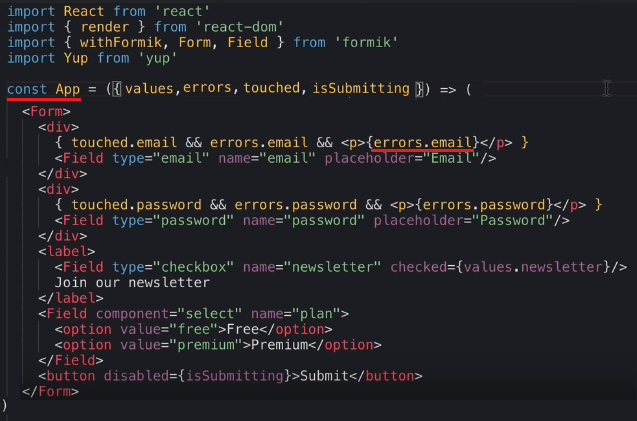 import React from 'react'
import { render } from 'react-dom'
import { withFormik, Form, Field } from 'formik'
import Yup from 'yup'
const App = ({ values, errors, touched, isSubmitting }) => (
<Form>
<div>
{ touched.email && errors.email && <p>{errors.email}</p> }
<Field type="email" name="email" placeholder="Email"/>
</div>
<div>
{ touched.password && errors.password && <p>{errors.password}</p> }
<Field type="password" name="password" placeholder="Password"/>
</div>
<label>
<Field type="checkbox" name="newsletter" checked={values.newsletter}/>
Join our newsletter
</label>
<Field component="select" name="plan">
<option value="free">Free</option>
<option value="premium">Premium</option>
</Field>
<button disabled={isSubmitting}>Submit</button>
</Form>
)